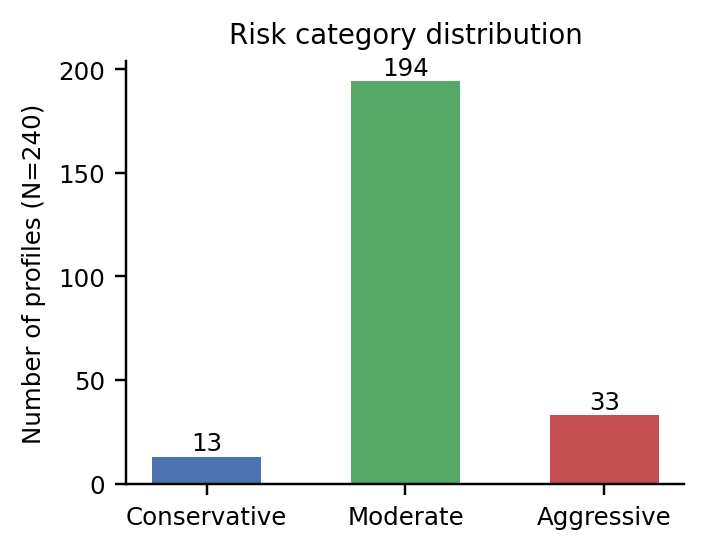 Risk category distribution
Number of profiles (N=240)
200
150
100
50
0
13
194
33
Conservative
Moderate
Aggressive